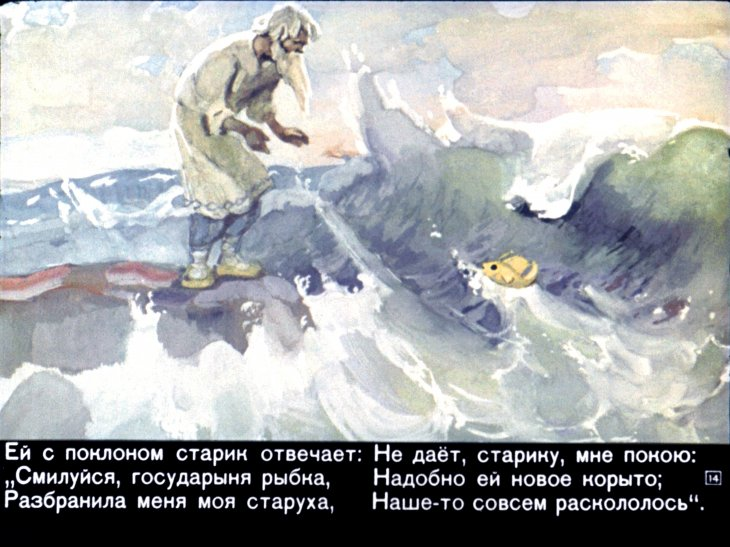 Ей с поклоном старик отвечает:
„Смилуйся, государыня рыбка,
Разбранила меня моя старуха,
Не даёт, старику, мне покою:
Надобно ей новое корыто;
Наше-то совсем раскололось“.
14